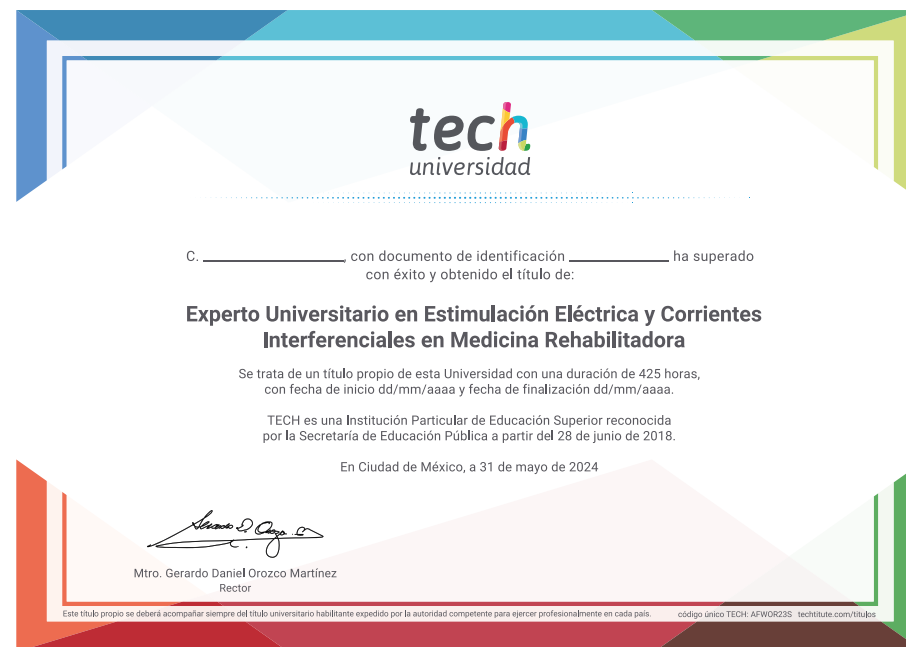 tech
universidad
C. ____________, con documento de identificación ____________ ha superado
con éxito y obtenido el título de:
Experto Universitario en Estimulación Eléctrica y Corrientes
Interferenciales en Medicina Rehabilitadora
Se trata de un título propio de esta Universidad con una duración de 425 horas,
con fecha de inicio dd/mm/aaaa y fecha de finalización dd/mm/aaaa.
TECH es una Institución Particular de Educación Superior reconocida
por la Secretaría de Educación Pública a partir del 28 de junio de 2018.
En Ciudad de México, a 31 de mayo de 2024
Mtro. Gerardo Daniel Orozco Martínez
Rector
Este título propio se deberá acompañar siempre del título universitario habilitante expedido por la autoridad competente para ejercer profesionalmente en cada país. código único TECH: AFWOR23S techtitute.com/titulos